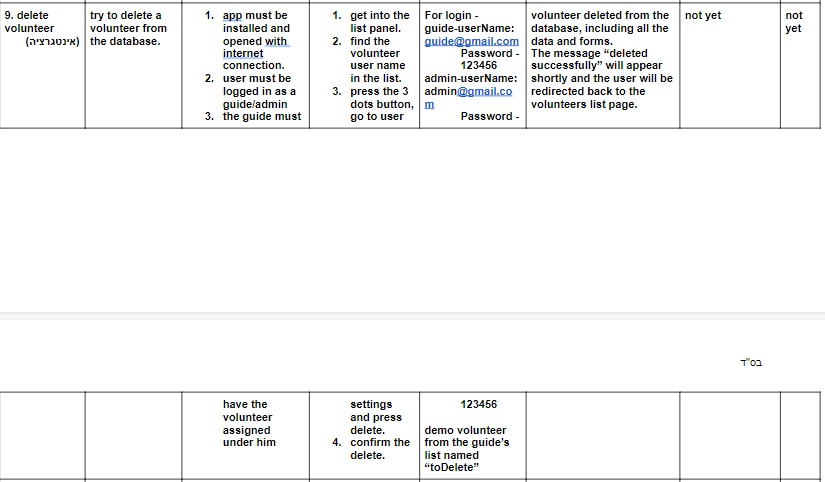 9. delete
volunteer
(אינטגרציה)
try to delete a
volunteer from
the database.
1. app must be
installed and
opened with
internet
connection.
2. user must be
logged in as a
guide/admin
3. the guide must
1. get into the
list panel.
2. find the
volunteer
user name
in the list.
3. press the 3
dots button,
go to user
For login -
guide-userName:
guide@gmail.com
Password -
123456
admin-userName:
admin@gmail.co
m
Password -
volunteer deleted from the
database, including all the
data and forms.
The message “deleted
successfully” will appear
shortly and the user will be
redirected back to the
volunteers list page.
not yet
not
yet
בס"ד
have the
volunteer
assigned
under him
settings
and press
delete.
4. confirm the
delete.
123456
demo volunteer
from the guide’s
list named
“toDelete”